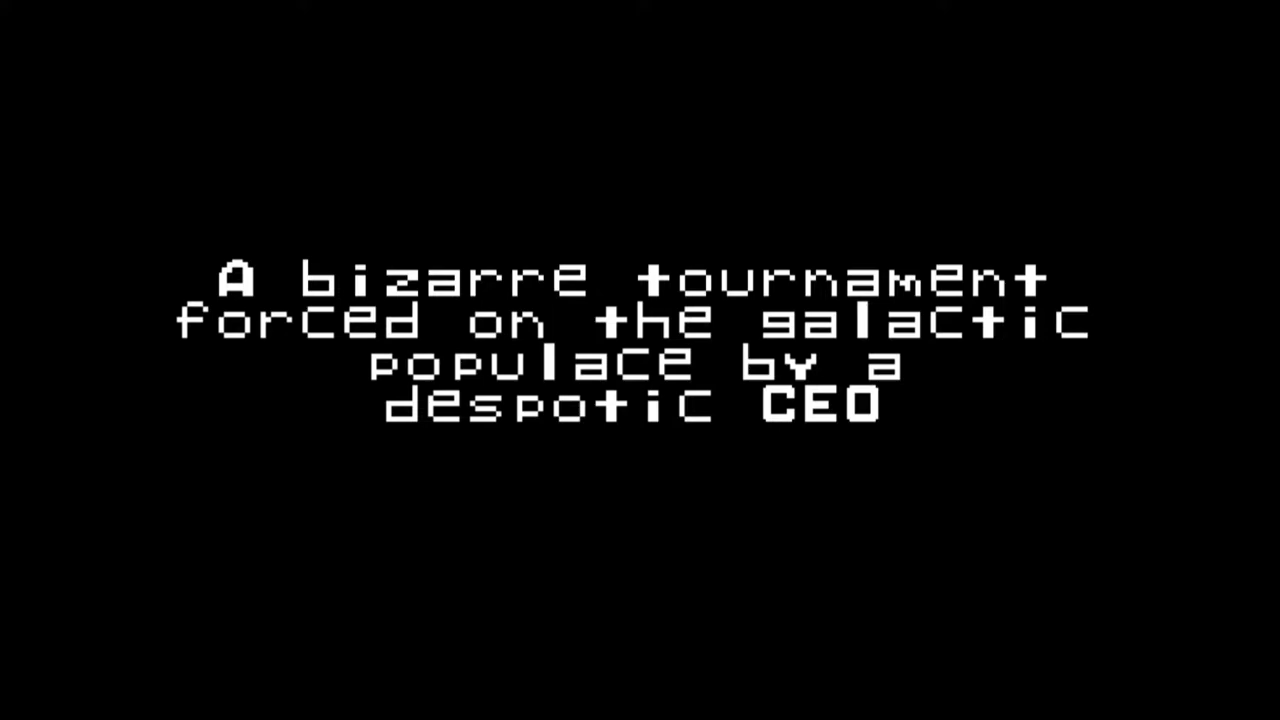 A bizarre tournament
forced on the galactic
populace by a
despotic CEO